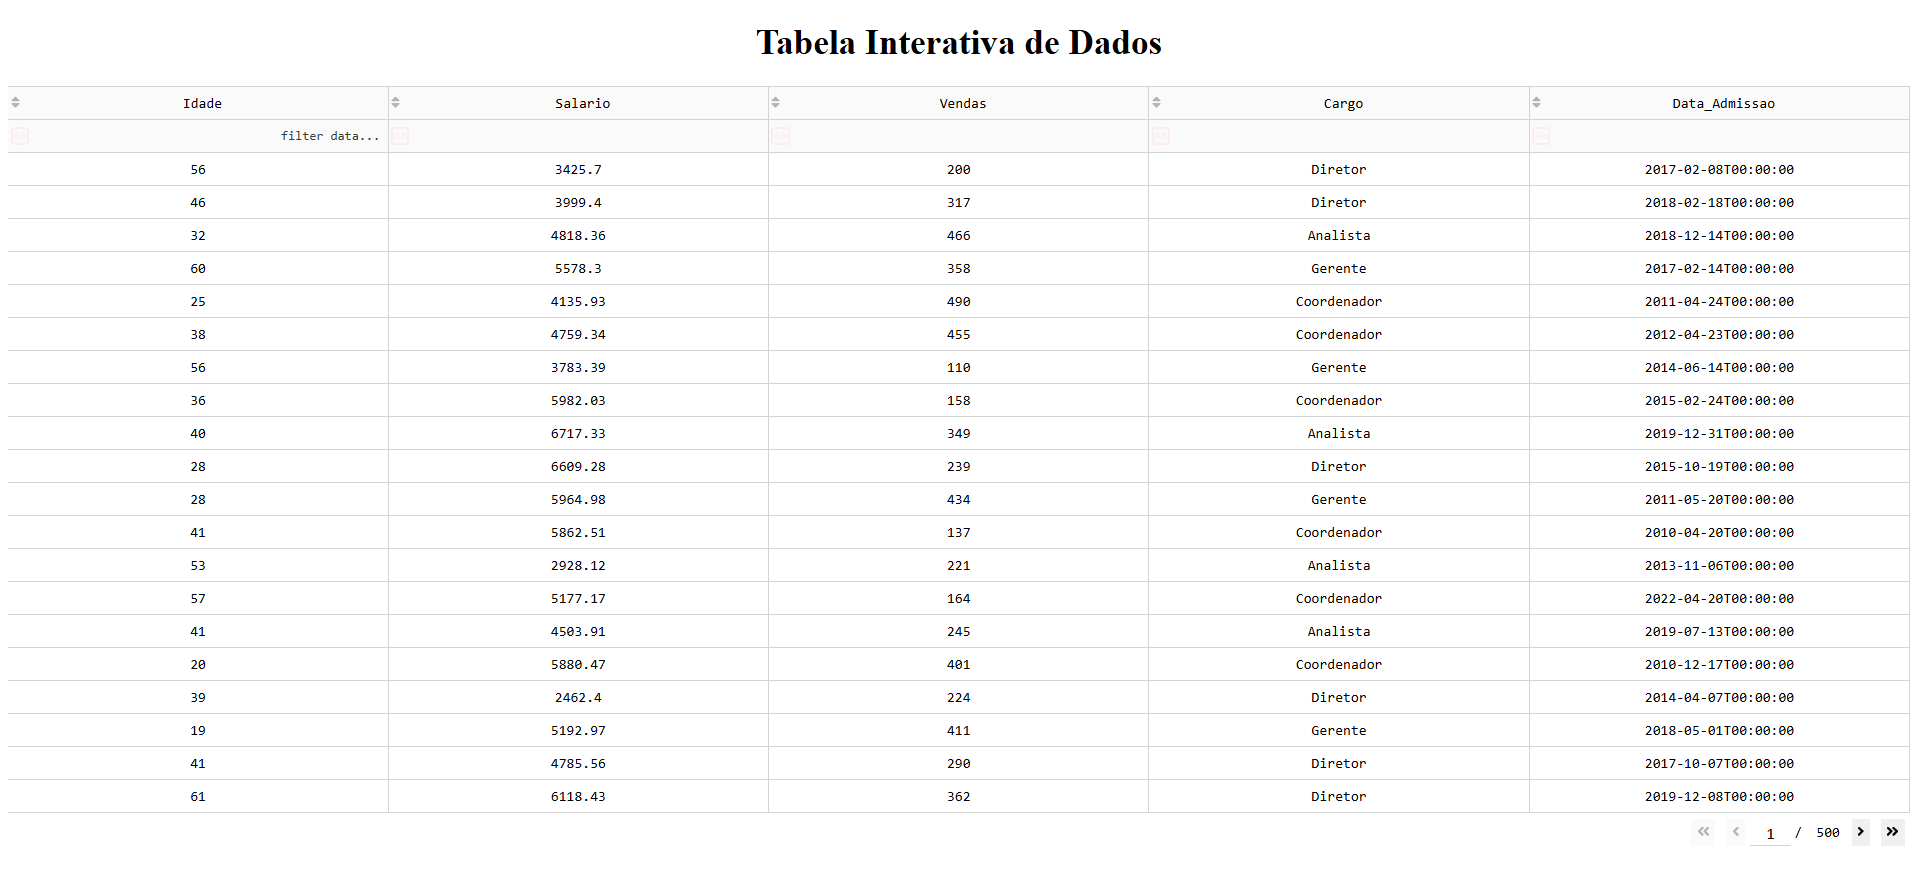 Tabela Interativa de Dados
Idade Salario Vendas Cargo Data_Admissao
filter data...
56 3425.7 200 Diretor 2017-02-08T00:00:00
46 3999.4 317 Diretor 2018-02-18T00:00:00
32 4818.36 466 Analista 2018-12-14T00:00:00
60 5578.3 358 Gerente 2017-02-14T00:00:00
25 4135.93 490 Coordenador 2011-04-24T00:00:00
38 4759.34 455 Coordenador 2012-04-23T00:00:00
56 3783.39 110 Gerente 2014-06-14T00:00:00
36 5982.03 158 Coordenador 2015-02-24T00:00:00
40 6717.33 349 Analista 2019-12-31T00:00:00
28 6609.28 239 Diretor 2015-10-19T00:00:00
28 5964.98 434 Gerente 2011-05-20T00:00:00
41 5862.51 137 Coordenador 2010-04-20T00:00:00
53 2928.12 221 Analista 2013-11-06T00:00:00
57 5177.17 164 Coordenador 2022-04-20T00:00:00
41 4503.91 245 Analista 2019-07-13T00:00:00
20 5880.47 401 Coordenador 2010-12-17T00:00:00
39 2462.4 224 Diretor 2014-04-07T00:00:00
19 5192.97 411 Gerente 2018-05-01T00:00:00
41 4785.56 290 Diretor 2017-10-07T00:00:00
61 6118.43 362 Diretor 2019-12-08T00:00:00
1 / 500